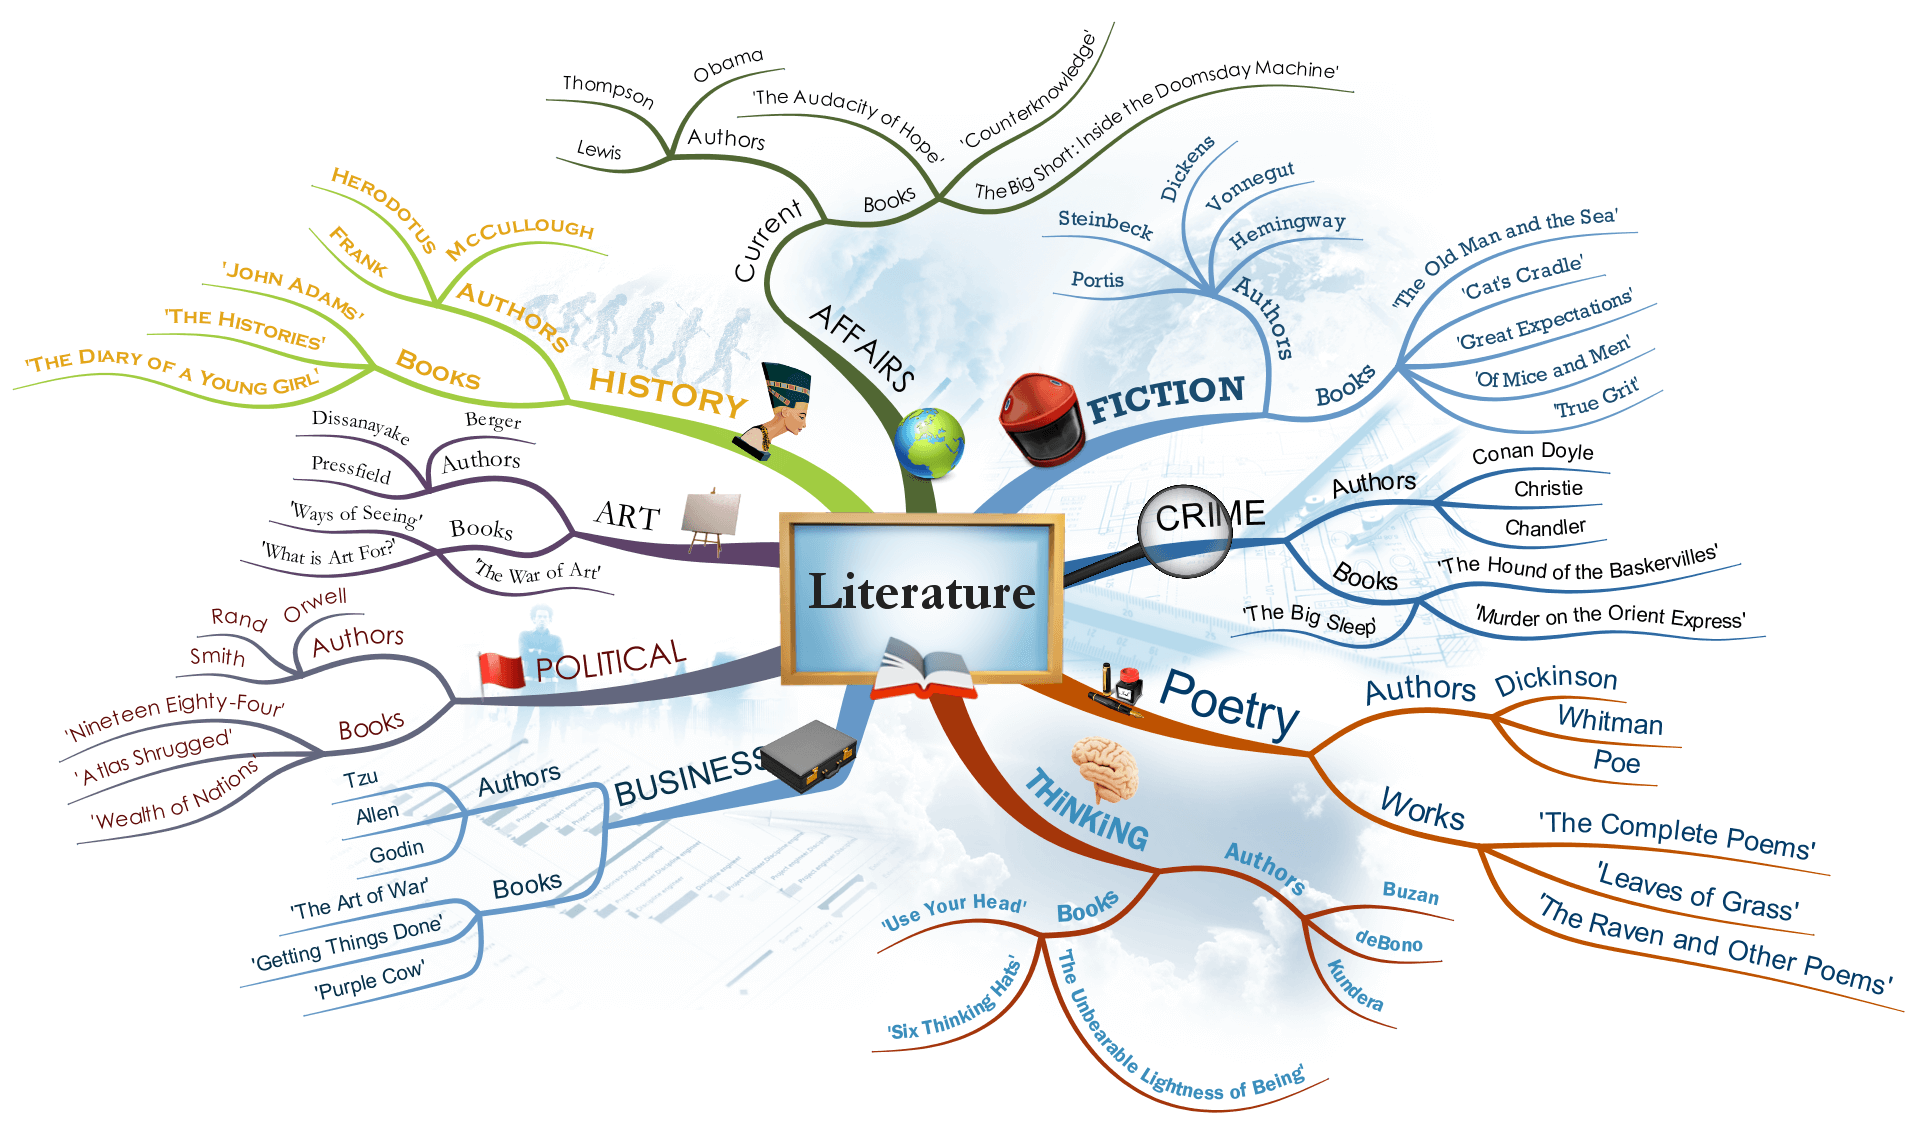 Literature
Current
AFFAIRS
Authors
Thompson
Obama
Lewis
Books
'The Audacity of Hope'
'Counterknowledge'
'The Big Short: Inside the Doomsday Machine'
FICTION
Authors
Dickens
Vonnegut
Steinbeck
Hemingway
Portis
Books
'The Old Man and the Sea'
'Cat's Cradle'
'Great Expectations'
'Of Mice and Men'
'True Grit'
CRIME
Authors
Conan Doyle
Christie
Chandler
Books
'The Hound of the Baskervilles'
'Murder on the Orient Express'
'The Big Sleep'
Poetry
Authors
Dickinson
Whitman
Poe
Works
'The Complete Poems'
'Leaves of Grass'
'The Raven and Other Poems'
THiNKiNG
Authors
Buzan
deBono
Kundera
Books
'Use Your Head'
'Six Thinking Hats'
'The Unbearable Lightness of Being'
BUSINESS
Authors
Tzu
Allen
Godin
Books
'The Art of War'
'Getting Things Done'
'Purple Cow'
POLITICAL
Authors
Rand
Orwell
Smith
Books
'Nineteen Eighty-Four'
'Atlas Shrugged'
'Wealth of Nations'
ART
Authors
Dissanayake
Berger
Pressfield
Books
'Ways of Seeing'
'What is Art For?'
'The War of Art'
HISTORY
AUTHORS
HERODOTUS
FRANK
MCCULLOUGH
BOOKS
'JOHN ADAMS'
'THE HISTORIES'
'THE DIARY OF A YOUNG GIRL'